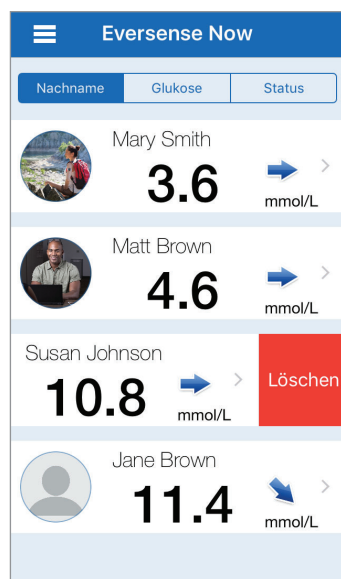 Eversense Now
Nachname Glukose Status
Mary Smith
3.6
mmol/L
Matt Brown
4.6
mmol/L
Susan Johnson
10.8
mmol/L
Löschen
Jane Brown
11.4
mmol/L